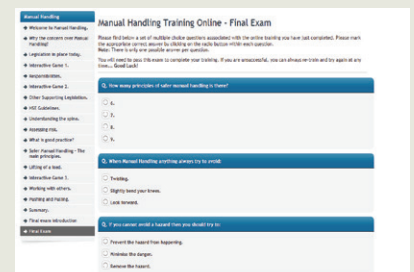 Manual Handling
Welcome to Manual Handling.
Why the concern over Manual
Handling?
Legislation in place today.
Interactive Game 1.
Responsibilities.
Interactive Game 2.
Other Supporting Legislation.
HSE Guidelines.
Understanding the spine.
Assessing risk.
What is good practice?
Safer Manual Handling - The
main principles.
Lifting of a load.
Interactive Game 3.
Working with others.
Pushing and Pulling.
Summary.
Final exam introduction
Final Exam
Manual Handling Training Online - Final Exam
Please find below a set of multiple choice questions associated with the online training you have just completed. Please mark
the appropriate correct answer by clicking on the radio button within each question.
Note: There is only one possible answer per question.
You will need to pass this exam to complete your training. If you are unsuccessful, you can always re-train and try again at any
time... Good Luck!
Q. How many principles of safer manual handling is there?
6.
7.
8.
9.
Q. When Manual Handling anything always try to avoid:
Twisting.
Slightly bend your knees.
Look forward.
Q. If you cannot avoid a hazard then you should try to:
Prevent the hazard from happening.
Minimise the danger.
Remove the hazard.